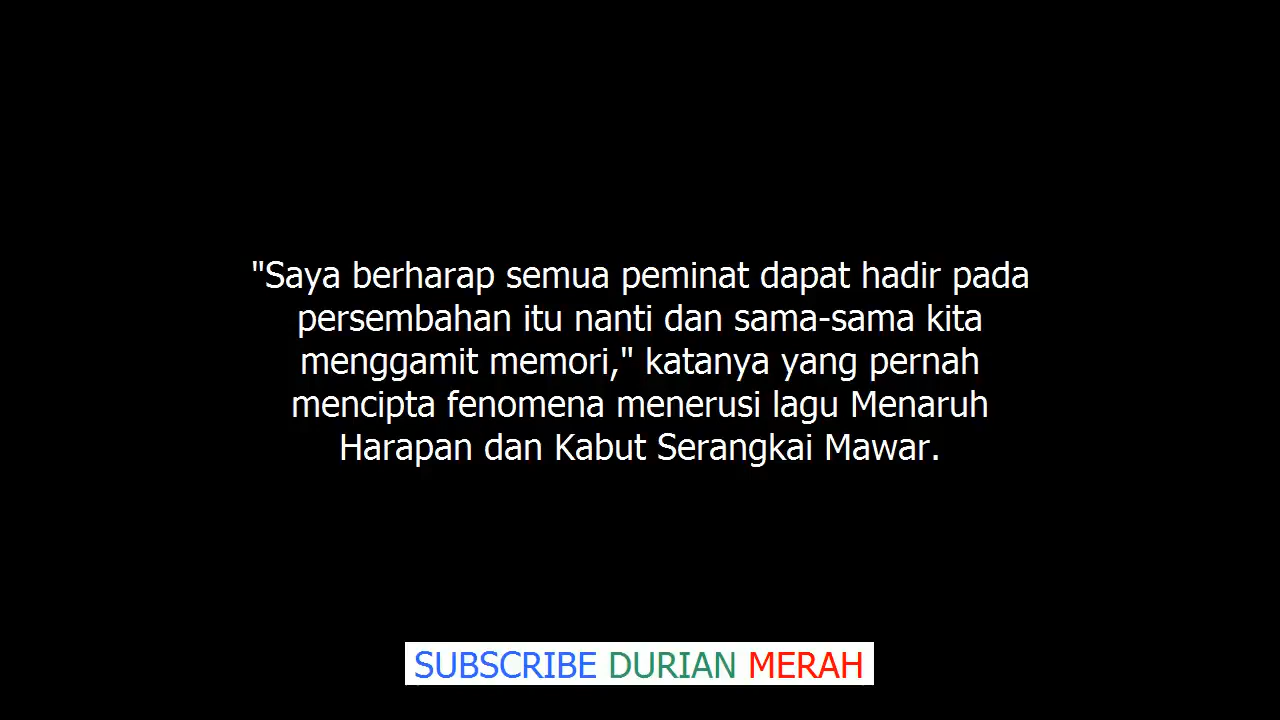 "Saya berharap semua peminat dapat hadir pada
persembahan itu nanti dan sama-sama kita
menggamit memori," katanya yang pernah
mencipta fenomena menerusi lagu Menaruh
Harapan dan Kabut Serangkai Mawar.
SUBSCRIBE DURIAN MERAH